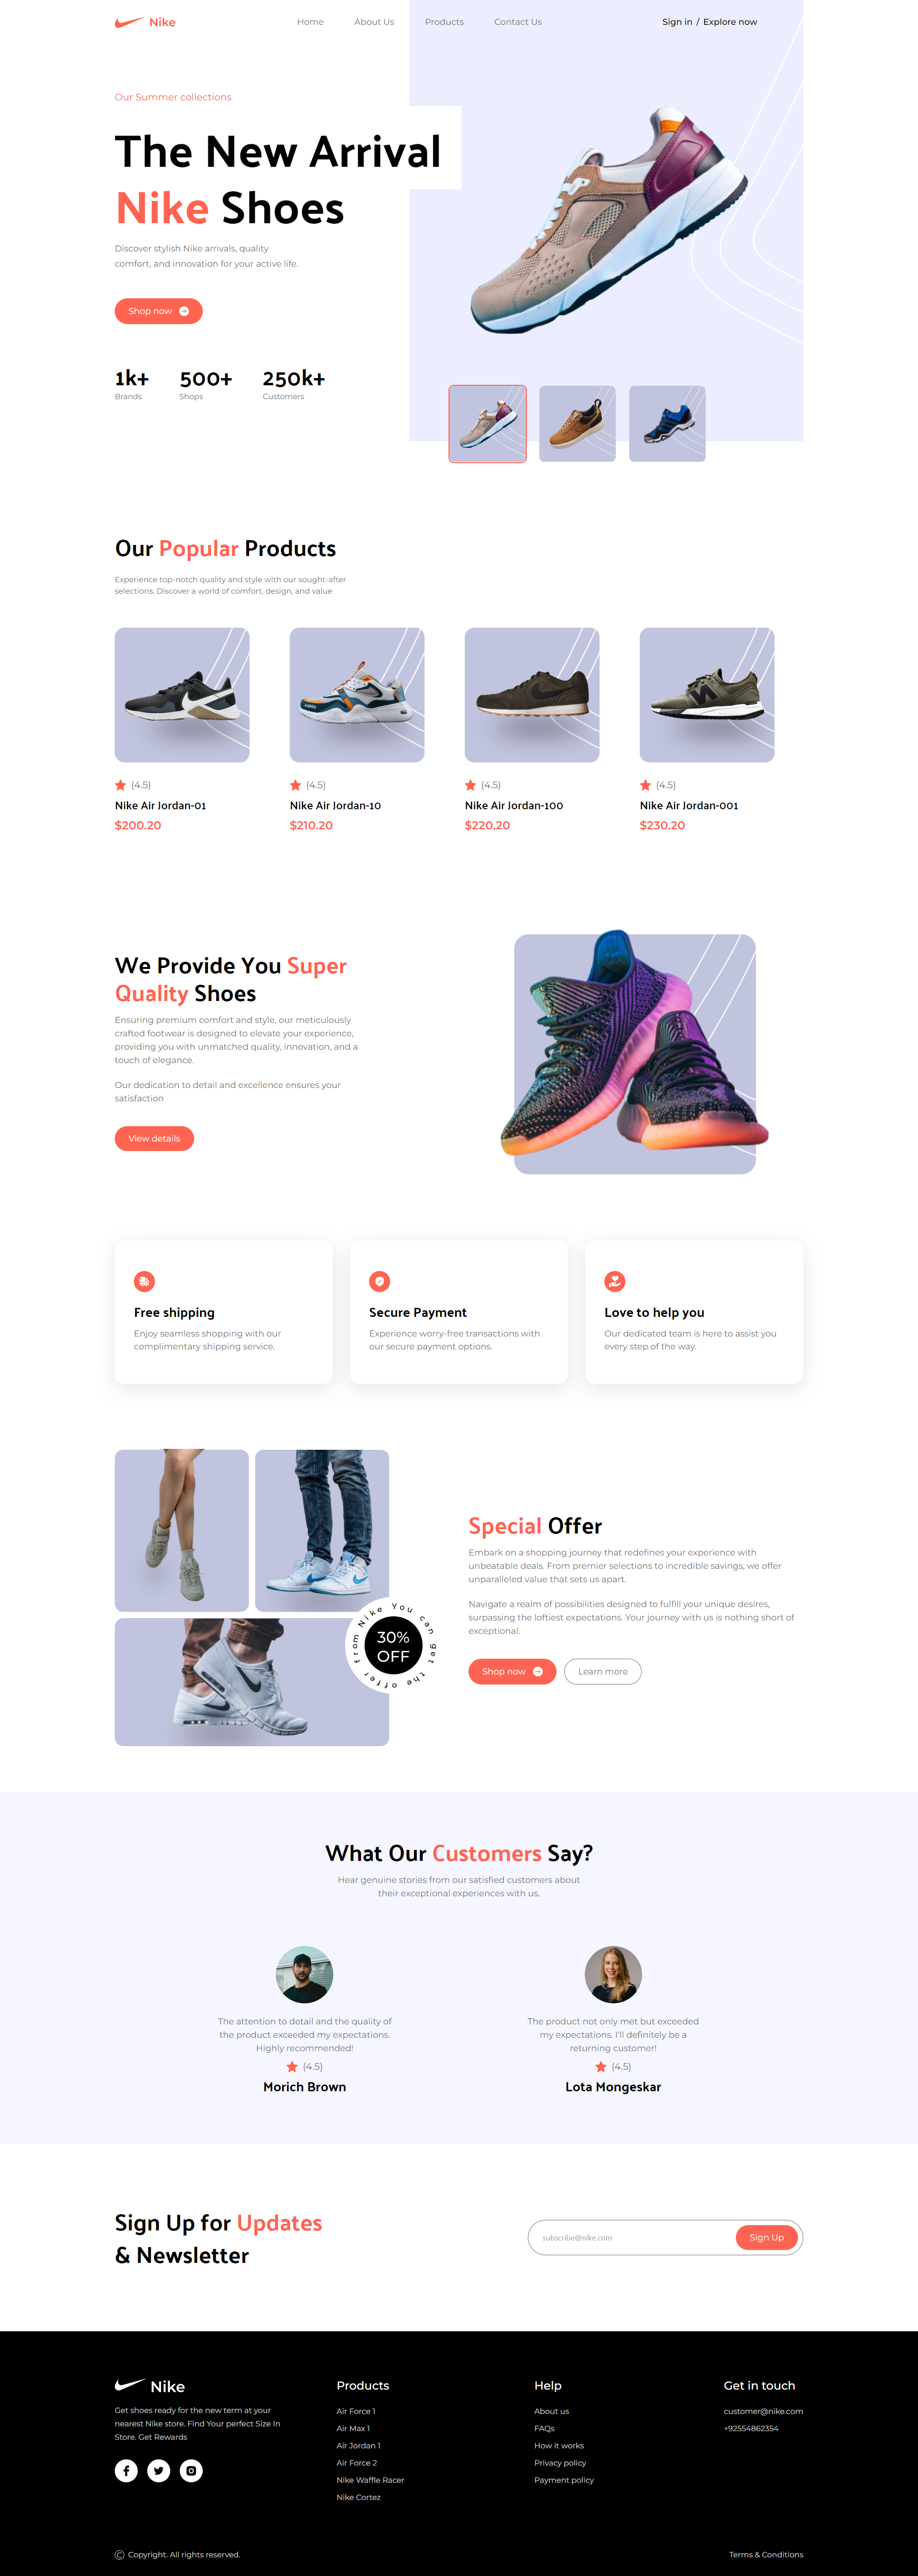 Nike
Home
About Us
Products
Contact Us
Sign in / Explore now
Our Summer collections
The New Arrival
Nike Shoes
Discover stylish Nike arrivals, quality
comfort, and innovation for your active life.
Shop now
1k+
Brands
500+
Shops
250k+
Customers
Our Popular Products
Experience top-notch quality and style with our sought-after
selections. Discover a world of comfort, design, and value
(4.5)
Nike Air Jordan-01
$200.20
(4.5)
Nike Air Jordan-10
$210.20
(4.5)
Nike Air Jordan-100
$220.20
(4.5)
Nike Air Jordan-001
$230.20
We Provide You Super
Quality Shoes
Ensuring premium comfort and style, our meticulously
crafted footwear is designed to elevate your experience,
providing you with unmatched quality, innovation, and a
touch of elegance.
Our dedication to detail and excellence ensures your
satisfaction
View details
Free shipping
Enjoy seamless shopping with our
complimentary shipping service.
Secure Payment
Experience worry-free transactions with
our secure payment options.
Love to help you
Our dedicated team is here to assist you
every step of the way.
You can get the offer from Nike
30%
OFF
Special Offer
Embark on a shopping journey that redefines your experience with
unbeatable deals. From premier selections to incredible savings, we offer
unparalleled value that sets us apart.
Navigate a realm of possibilities designed to fulfill your unique desires,
surpassing the loftiest expectations. Your journey with us is nothing short of
exceptional.
Shop now
Learn more
What Our Customers Say?
Hear genuine stories from our satisfied customers about
their exceptional experiences with us.
The attention to detail and the quality of
the product exceeded my expectations.
Highly recommended!
(4.5)
Morich Brown
The product not only met but exceeded
my expectations. I'll definitely be a
returning customer!
(4.5)
Lota Mongeskar
Sign Up for Updates
& Newsletter
subscribe@nike.com
Sign Up
Nike
Get shoes ready for the new term at your
nearest Nike store. Find Your perfect Size In
Store. Get Rewards
Products
Air Force 1
Air Max 1
Air Jordan 1
Air Force 2
Nike Waffle Racer
Nike Cortez
Help
About us
FAQs
How it works
Privacy policy
Payment policy
Get in touch
customer@nike.com
+92554862354
© Copyright. All rights reserved.
Terms & Conditions